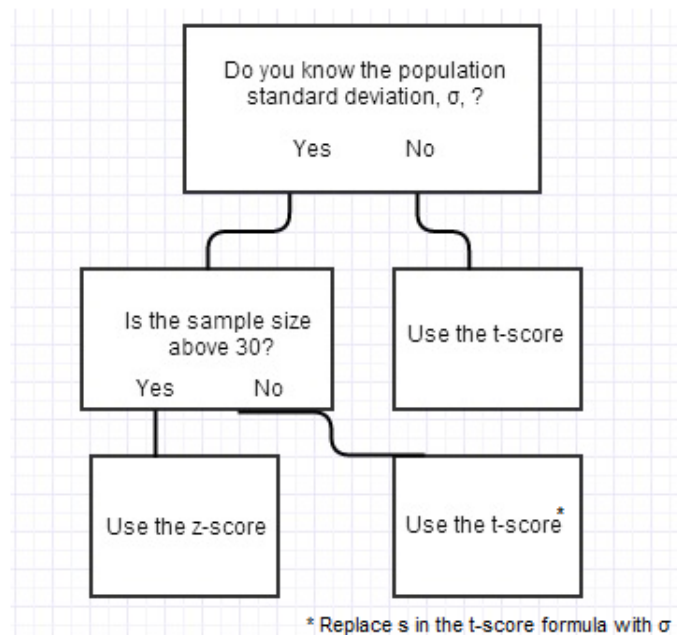 Do you know the population
standard deviation, σ, ?
Yes No
Is the sample size
above 30?
Yes No
Use the t-score
Use the z-score
Use the t-score*
* Replace s in the t-score formula with σ